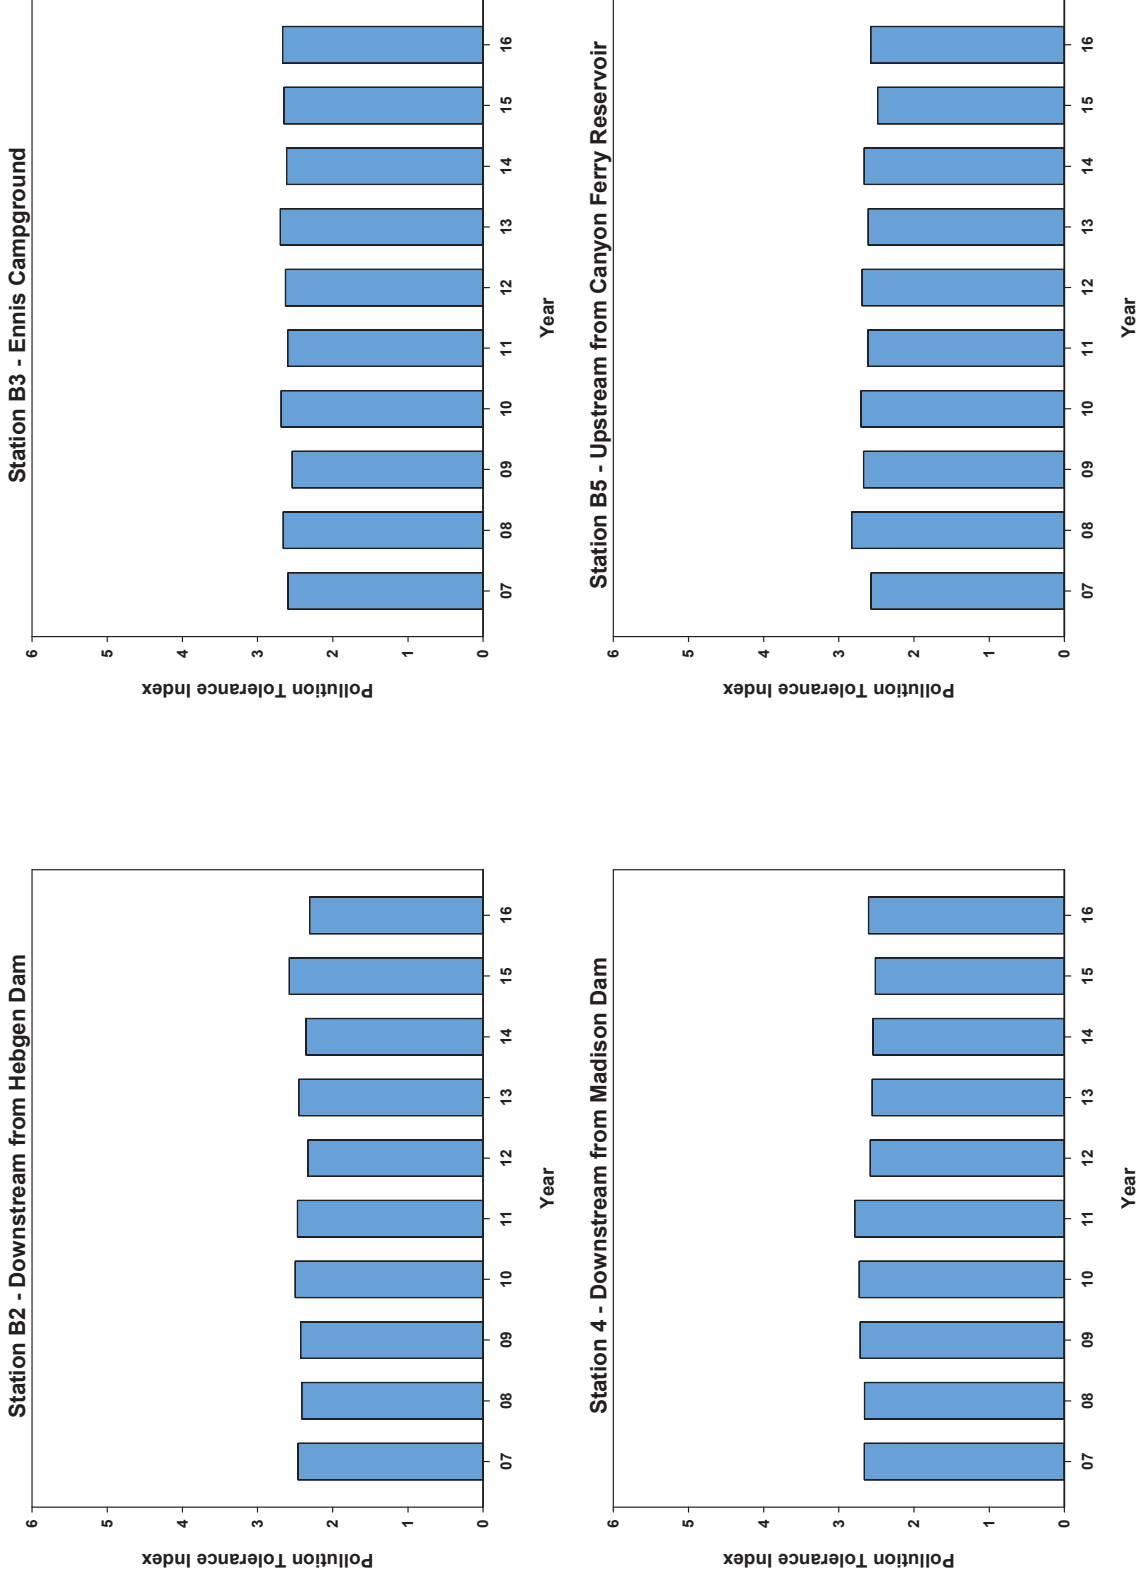 Station B2 - Downstream from Hebgen Dam
Pollution Tolerance Index
6
5
4
3
2
1
0
07 08 09 10 11 12 13 14 15 16
Year
Station B3 - Ennis Campground
Pollution Tolerance Index
6
5
4
3
2
1
0
07 08 09 10 11 12 13 14 15 16
Year
Station 4 - Downstream from Madison Dam
Pollution Tolerance Index
6
5
4
3
2
1
0
07 08 09 10 11 12 13 14 15 16
Year
Station B5 - Upstream from Canyon Ferry Reservoir
Pollution Tolerance Index
6
5
4
3
2
1
0
07 08 09 10 11 12 13 14 15 16
Year